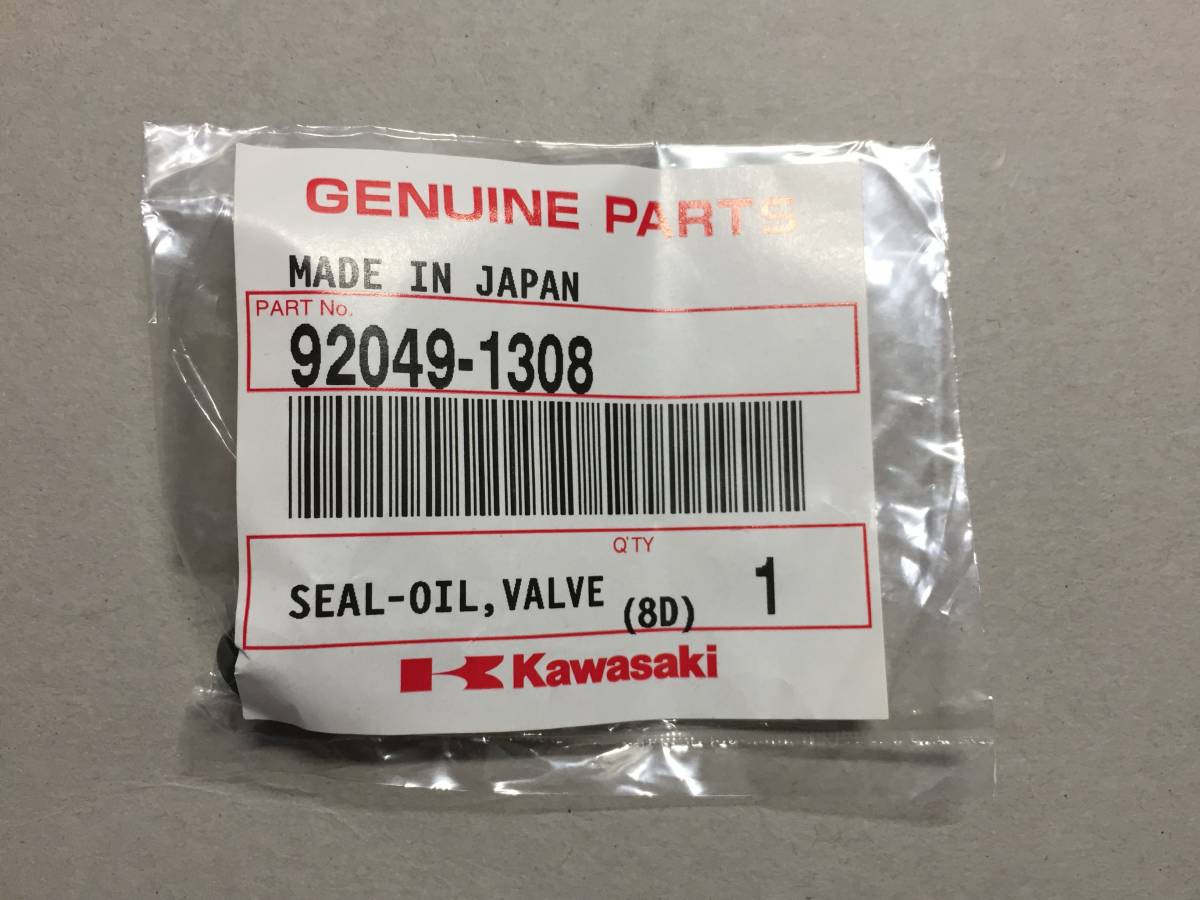 GENUINE PARTS
MADE IN JAPAN
PART No.
92049-1308
Q'TY
SEAL-OIL,VALVE (8D) 1
Kawasaki